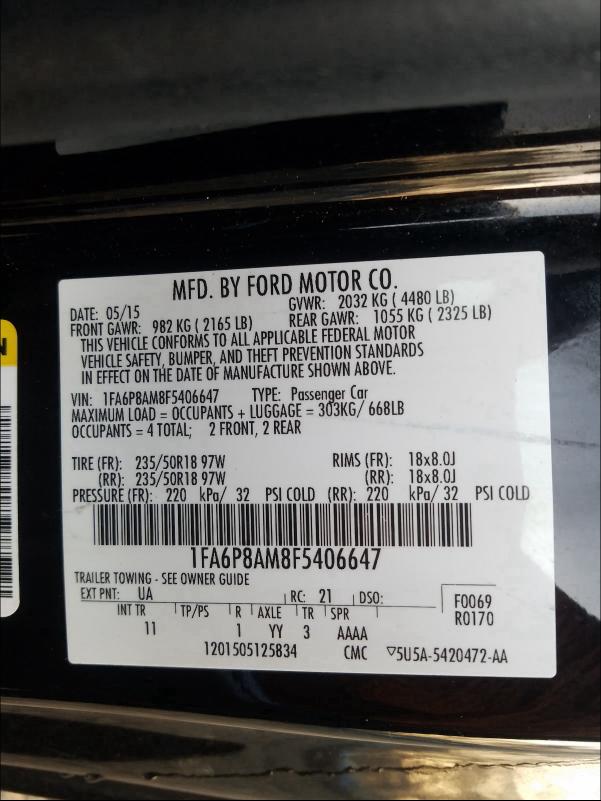 MFD. BY FORD MOTOR CO.
DATE: 05/15 GVWR: 2032 KG ( 4480 LB)
FRONT GAWR: 982 KG ( 2165 LB) REAR GAWR: 1055 KG ( 2325 LB)
THIS VEHICLE CONFORMS TO ALL APPLICABLE FEDERAL MOTOR
VEHICLE SAFETY, BUMPER, AND THEFT PREVENTION STANDARDS
IN EFFECT ON THE DATE OF MANUFACTURE SHOWN ABOVE.
VIN: 1FA6P8AM8F5406647 TYPE: Passenger Car
MAXIMUM LOAD = OCCUPANTS + LUGGAGE = 303KG/ 668LB
OCCUPANTS = 4 TOTAL; 2 FRONT, 2 REAR
TIRE (FR): 235/50R18 97W RIMS (FR): 18x8.0J
(RR): 235/50R18 97W (RR): 18x8.0J
PRESSURE (FR): 220 kPa/ 32 PSI COLD (RR): 220 kPa/ 32 PSI COLD
1FA6P8AM8F5406647
TRAILER TOWING - SEE OWNER GUIDE
EXT PNT: UA RC: 21 DSO: F0069
INT TR TP/PS R AXLE TR SPR R0170
11 1 YY 3 AAAA
1201505125834 CMC ▽5U5A-5420472-AA
N